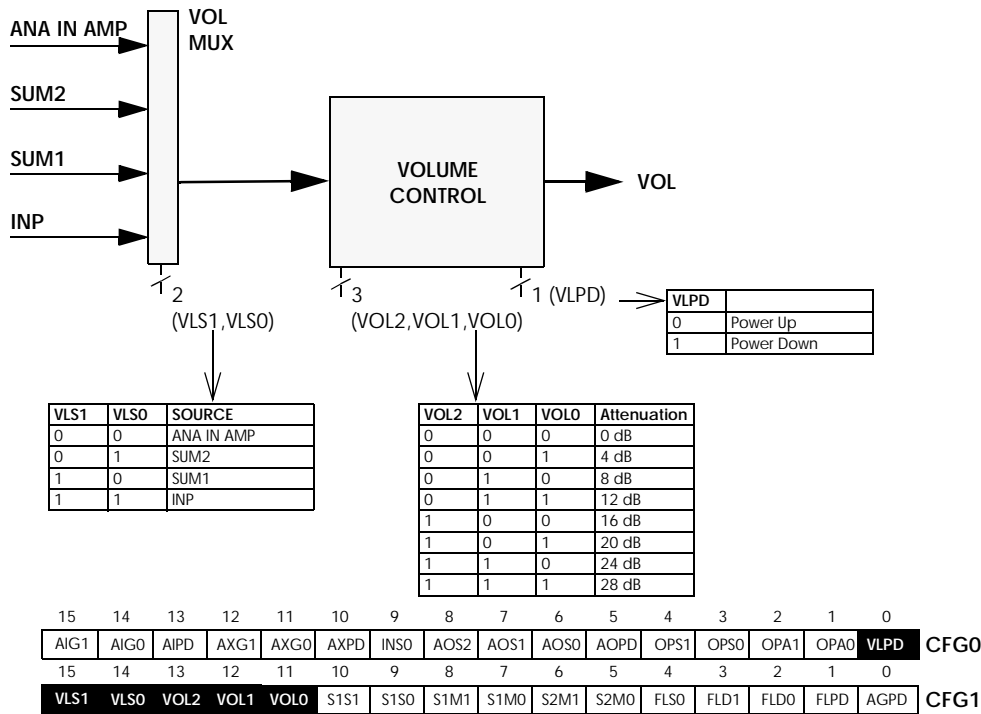 ANA IN AMP
VOL
MUX
SUM2
SUM1
INP
VOLUME
CONTROL
VOL
2
(VLS1,VLS0)
3
(VOL2,VOL1,VOL0)
1 (VLPD)
VLPD
0 Power Up
1 Power Down
VLS1 VLS0 SOURCE
0 0 ANA IN AMP
0 1 SUM2
1 0 SUM1
1 1 INP
VOL2 VOL1 VOL0 Attenuation
0 0 0 0 dB
0 0 1 4 dB
0 1 0 8 dB
0 1 1 12 dB
1 0 0 16 dB
1 0 1 20 dB
1 1 0 24 dB
1 1 1 28 dB
15 14 13 12 11 10 9 8 7 6 5 4 3 2 1 0
AIG1 AIG0 AIPD AXG1 AXG0 AXPD INS0 AOS2 AOS1 AOS0 AOPD OPS1 OPS0 OPA1 OPA0 VLPD CFG0
15 14 13 12 11 10 9 8 7 6 5 4 3 2 1 0
VLS1 VLS0 VOL2 VOL1 VOL0 S1S1 S1S0 S1M1 S1M0 S2M1 S2M0 FLS0 FLD1 FLD0 FLPD AGPD CFG1